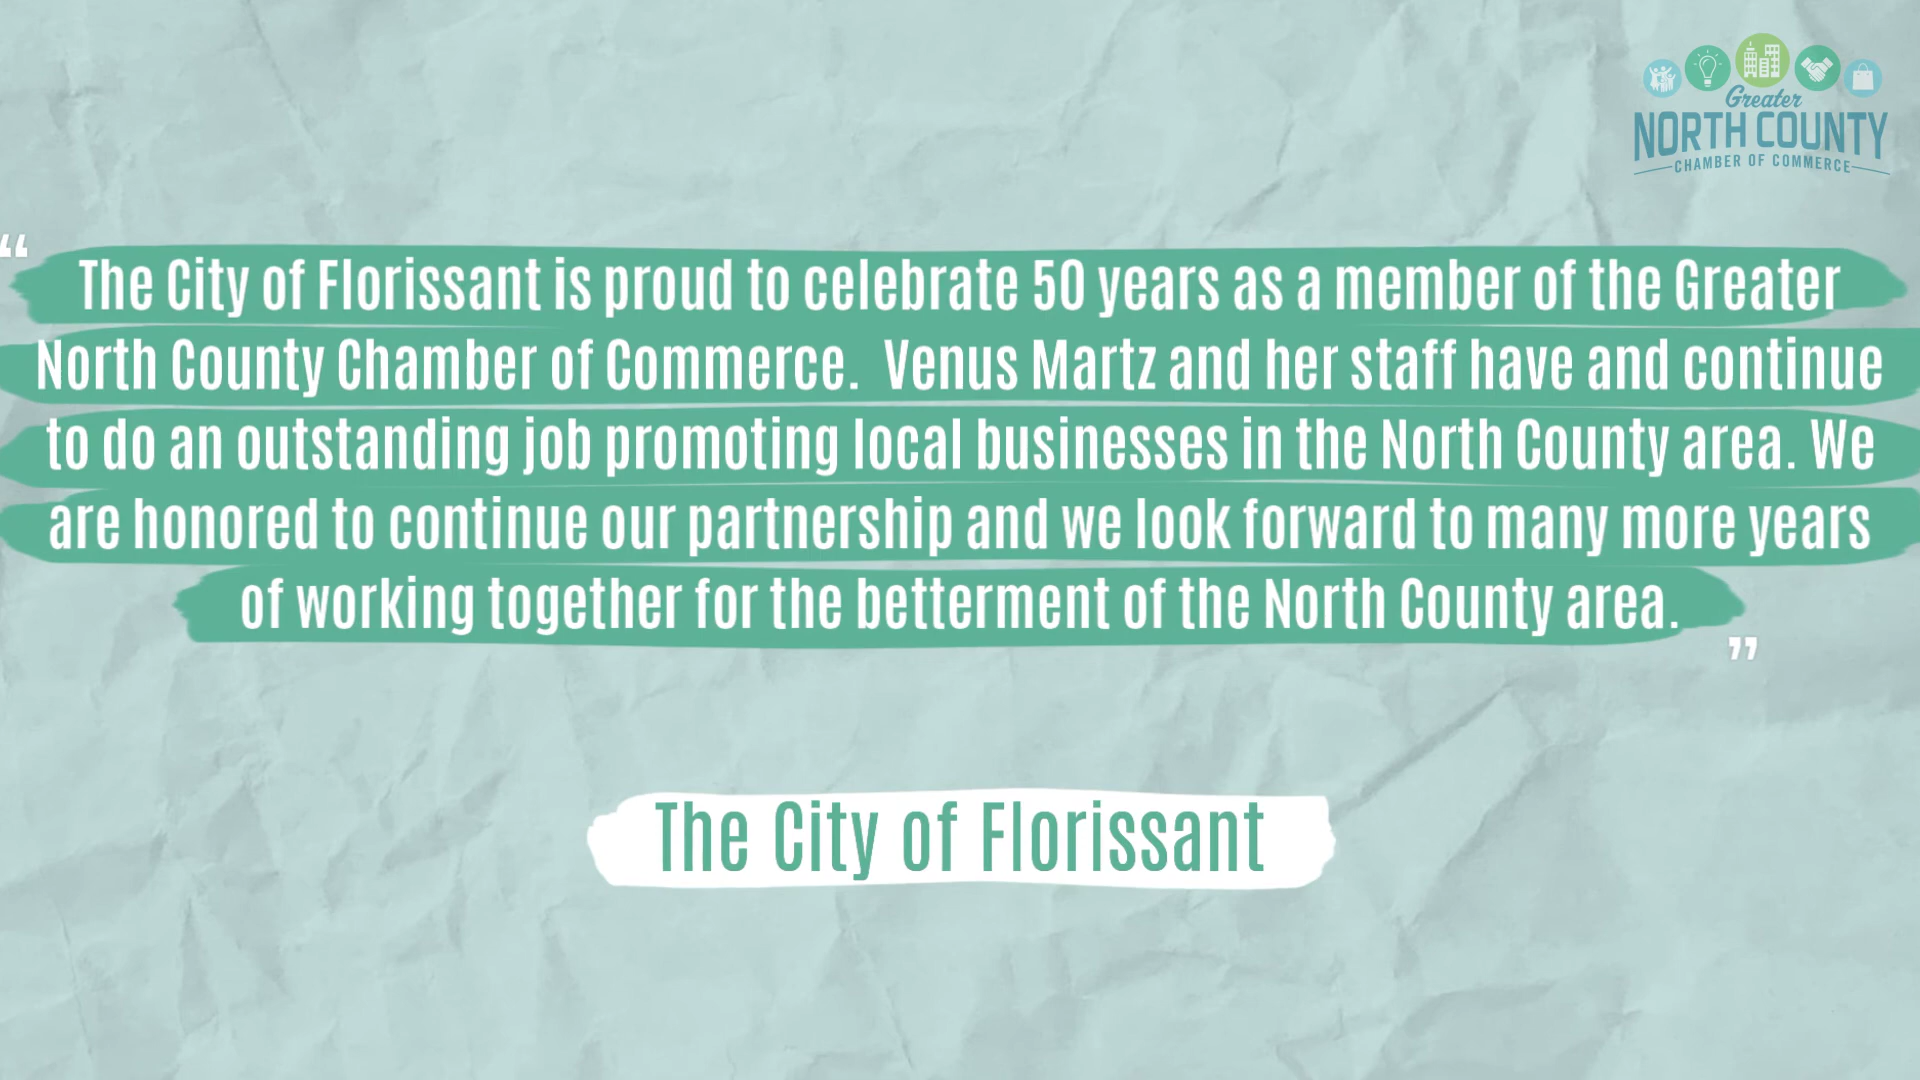 Greater
NORTH COUNTY
CHAMBER OF COMMERCE
“
The City of Florissant is proud to celebrate 50 years as a member of the Greater
North County Chamber of Commerce.  Venus Martz and her staff have and continue
to do an outstanding job promoting local businesses in the North County area. We
are honored to continue our partnership and we look forward to many more years
of working together for the betterment of the North County area.
”
The City of Florissant